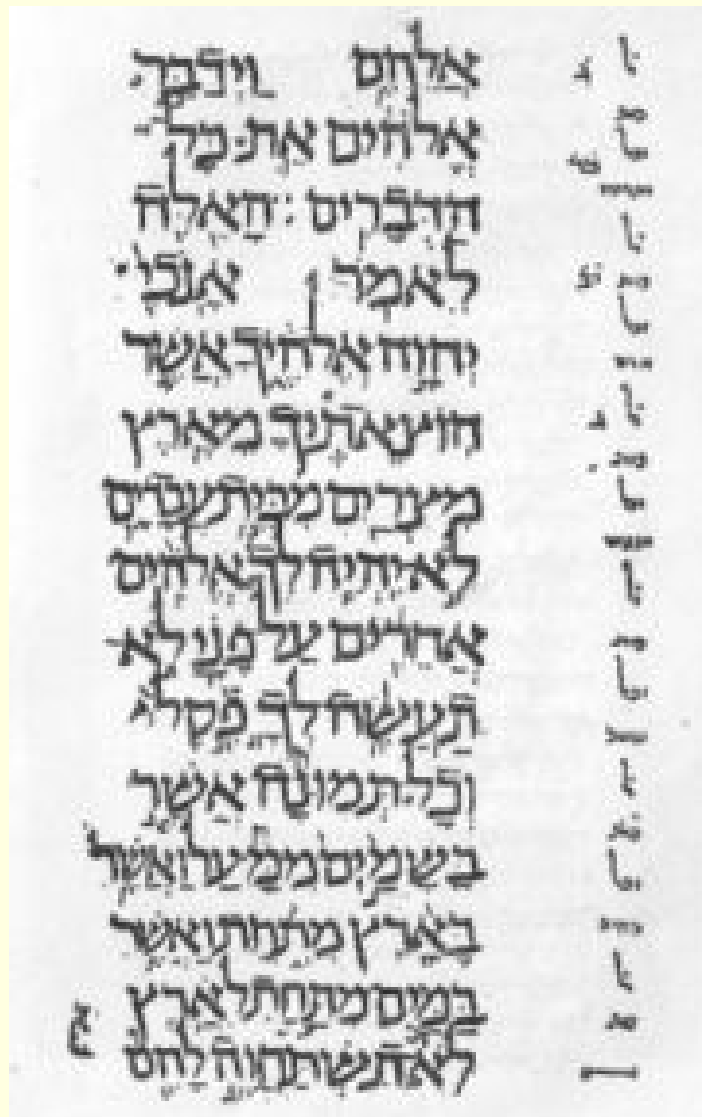 אלהם וידבר
אלהים את כל
הדברים האלה
לאמר אנכי
יהוה אלהיך אשר
הוצאתיך מארץ
מצרים מבית עבדים
לא יהיה לך אלהים
אחרים על פני לא
תעשה לך פסל
וכל תמונה אשר
בשמים ממעל ואשר
בארץ מתחת ואשר
במים מתחת לארץ
לא תשתחוה להם